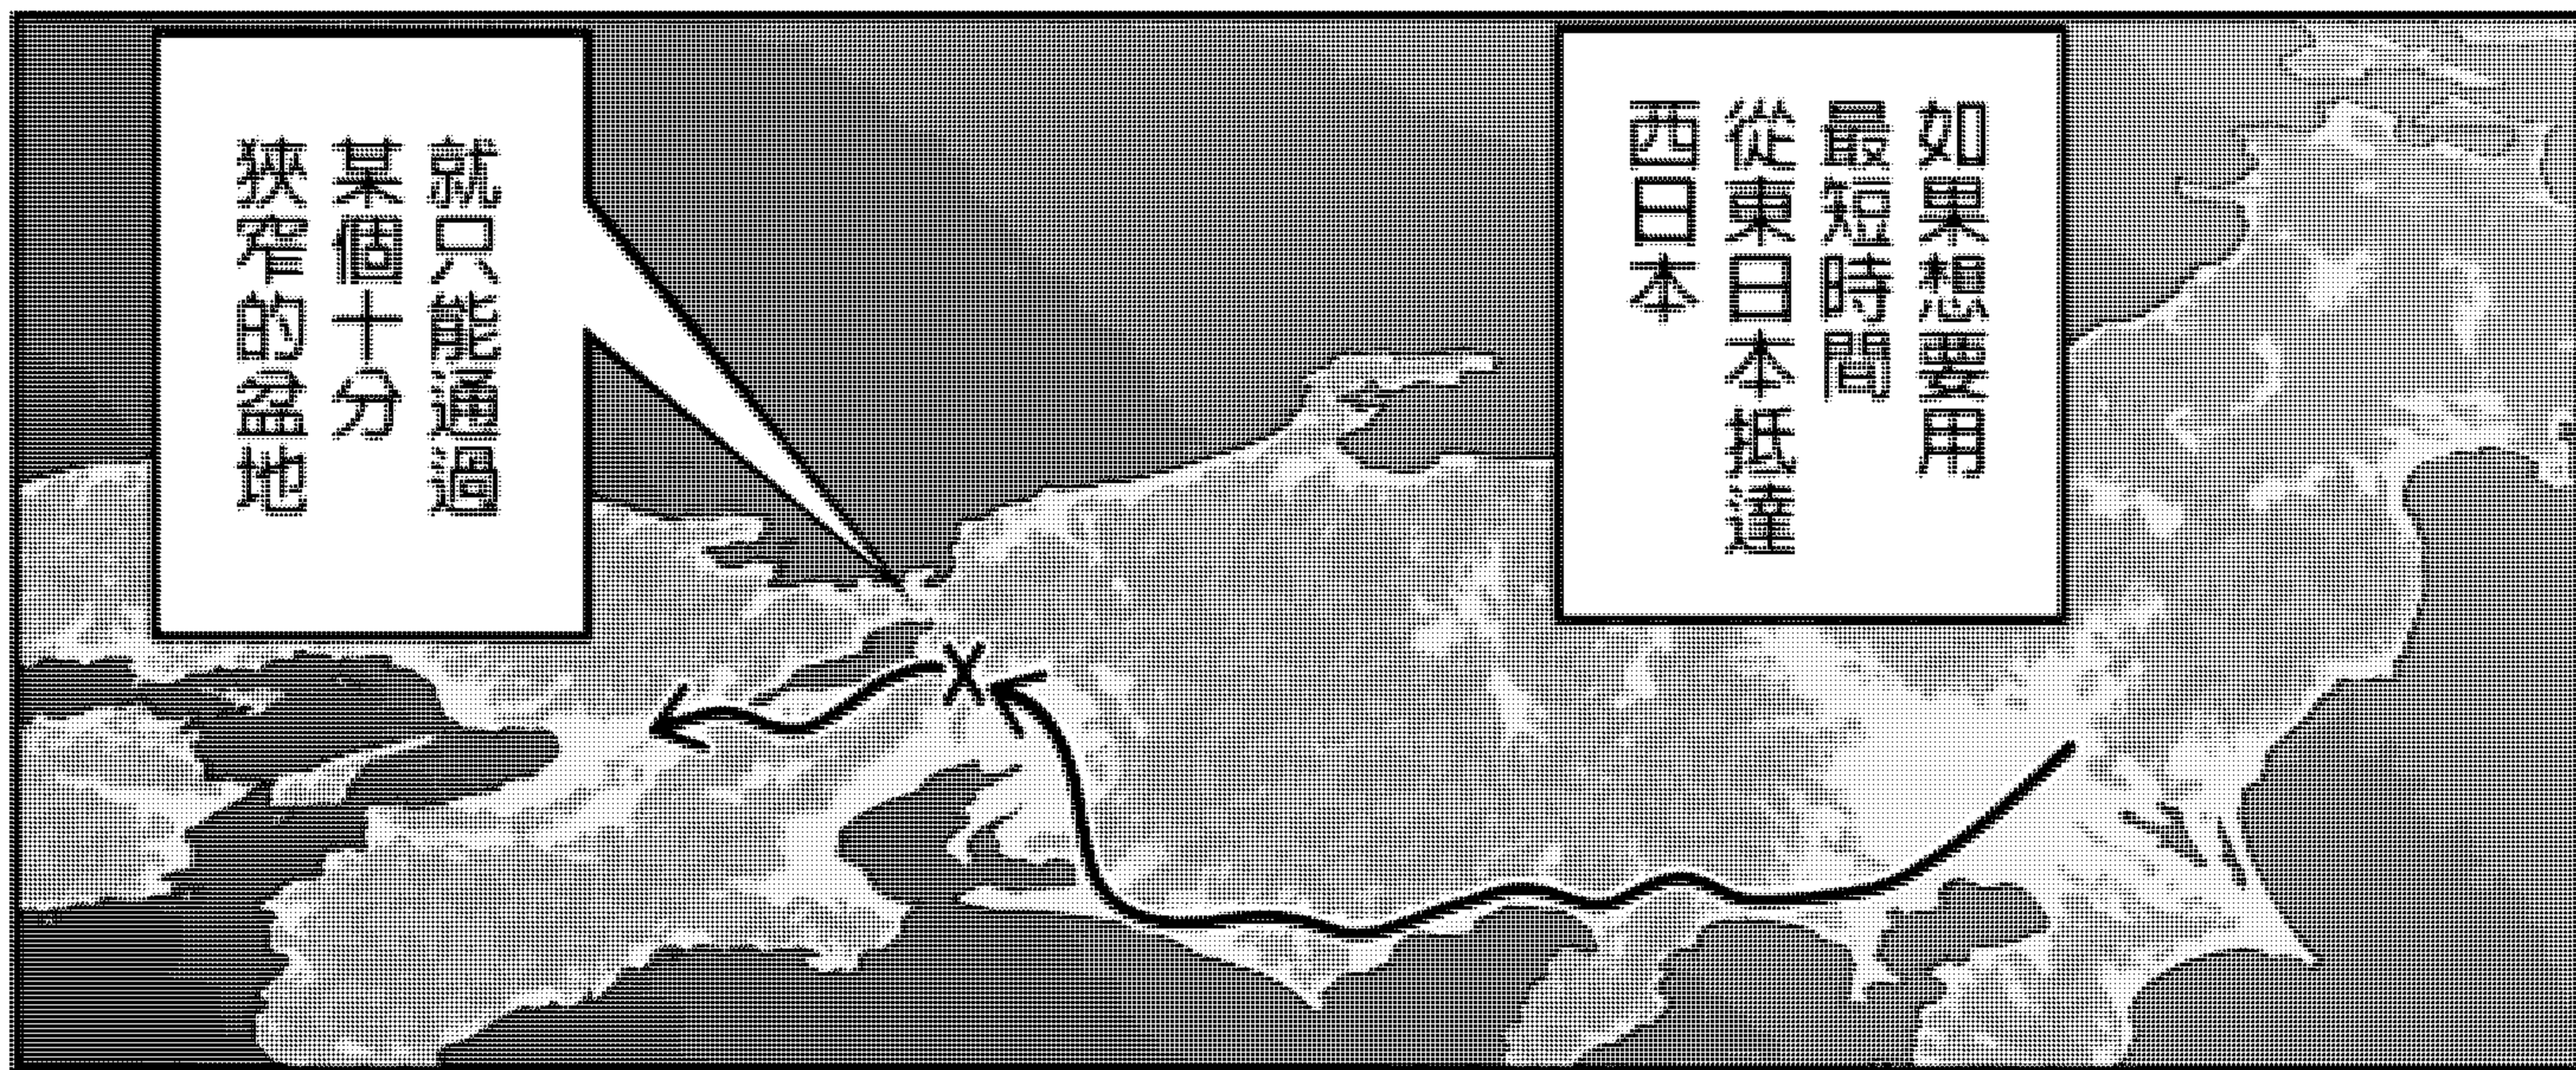 如果想要用
最短時間
從東日本抵達
西日本
就只能通過
某個十分
狹窄的盆地